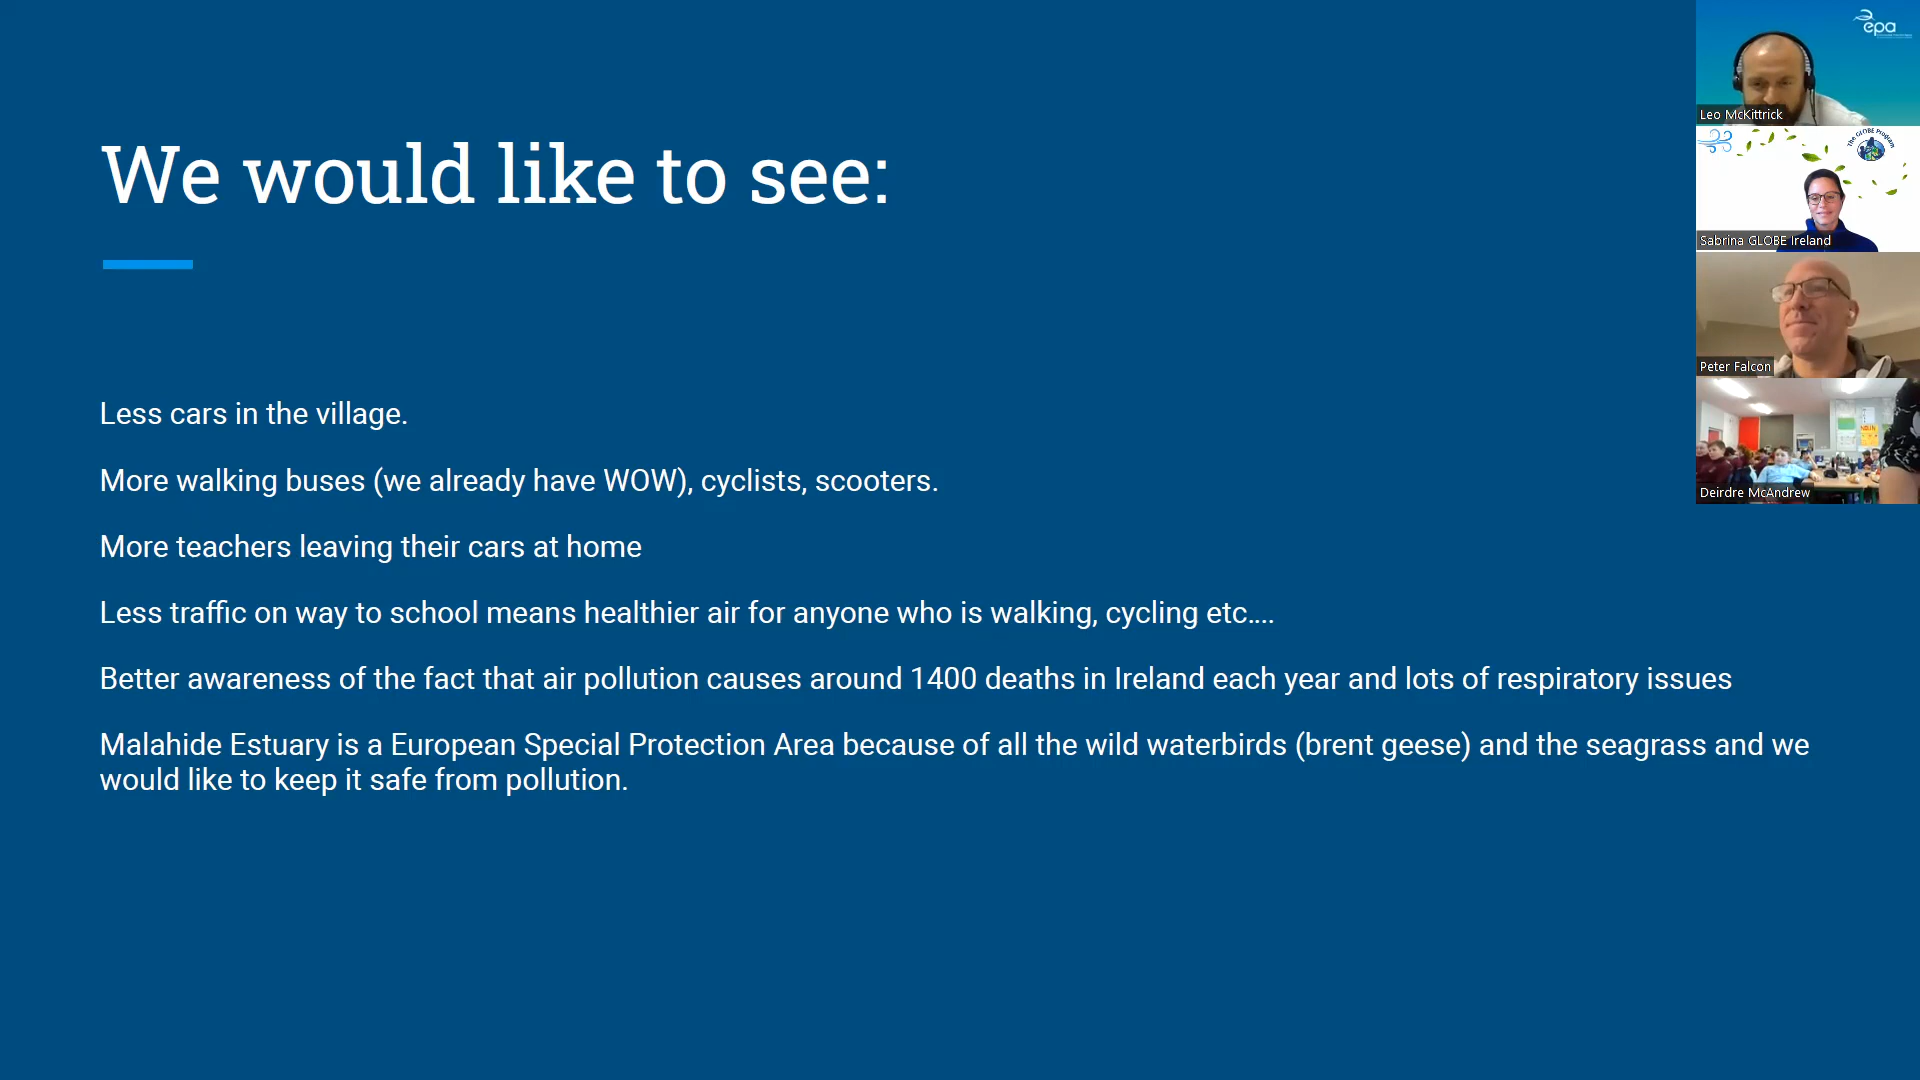 We would like to see:
Less cars in the village.
More walking buses (we already have WOW), cyclists, scooters.
More teachers leaving their cars at home
Less traffic on way to school means healthier air for anyone who is walking, cycling etc....
Better awareness of the fact that air pollution causes around 1400 deaths in Ireland each year and lots of respiratory issues
Malahide Estuary is a European Special Protection Area because of all the wild waterbirds (brent geese) and the seagrass and we
would like to keep it safe from pollution.
epa
Leo McKittrick
The GLOBE Program
Sabrina GLOBE Ireland
Peter Falcon
Deirdre McAndrew